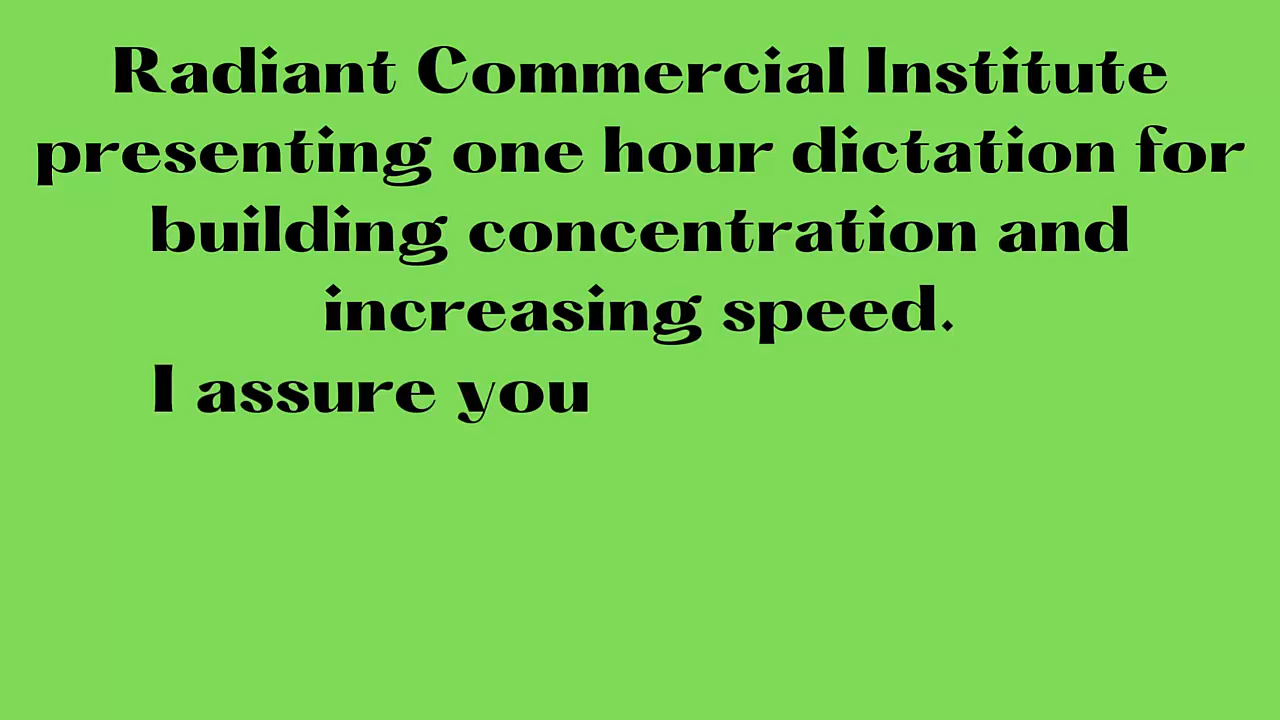 Radiant Commercial Institute
presenting one hour dictation for
building concentration and
increasing speed.
I assure you